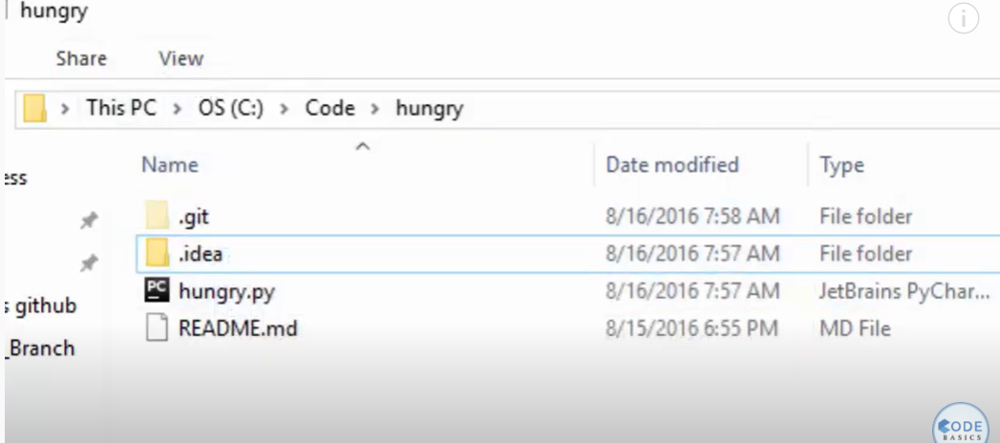 hungry
Share View
This PC > OS (C:) > Code > hungry
Name Date modified Type
ess
.git 8/16/2016 7:58 AM File folder
.idea 8/16/2016 7:57 AM File folder
PC hungry.py 8/16/2016 7:57 AM JetBrains PyChar...
s github
README.md 8/15/2016 6:55 PM MD File
_Branch
CODE
BASICS